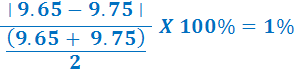 | 9.65 − 9.75 |
(9.65 + 9.75)
2
X 100% = 1%